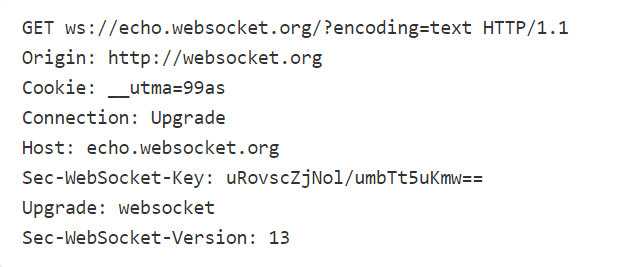 GET ws://echo.websocket.org/?encoding=text HTTP/1.1
Origin: http://websocket.org
Cookie: __utma=99as
Connection: Upgrade
Host: echo.websocket.org
Sec-WebSocket-Key: uRovscZjNol/umbTt5uKmw==
Upgrade: websocket
Sec-WebSocket-Version: 13